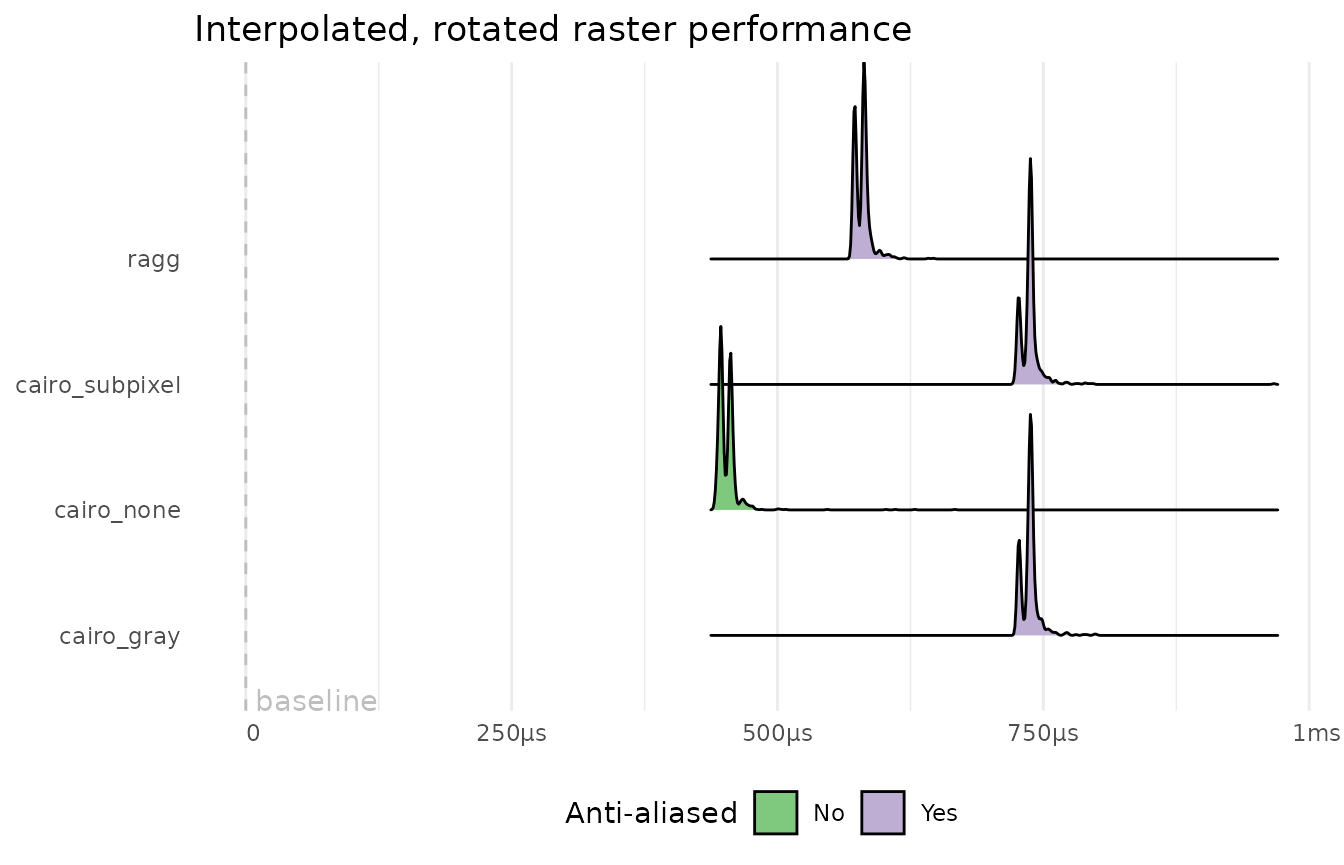 Interpolated, rotated raster performance
ragg
cairo_subpixel
cairo_none
cairo_gray
baseline
0 250µs 500µs 750µs 1ms
Anti-aliased No Yes